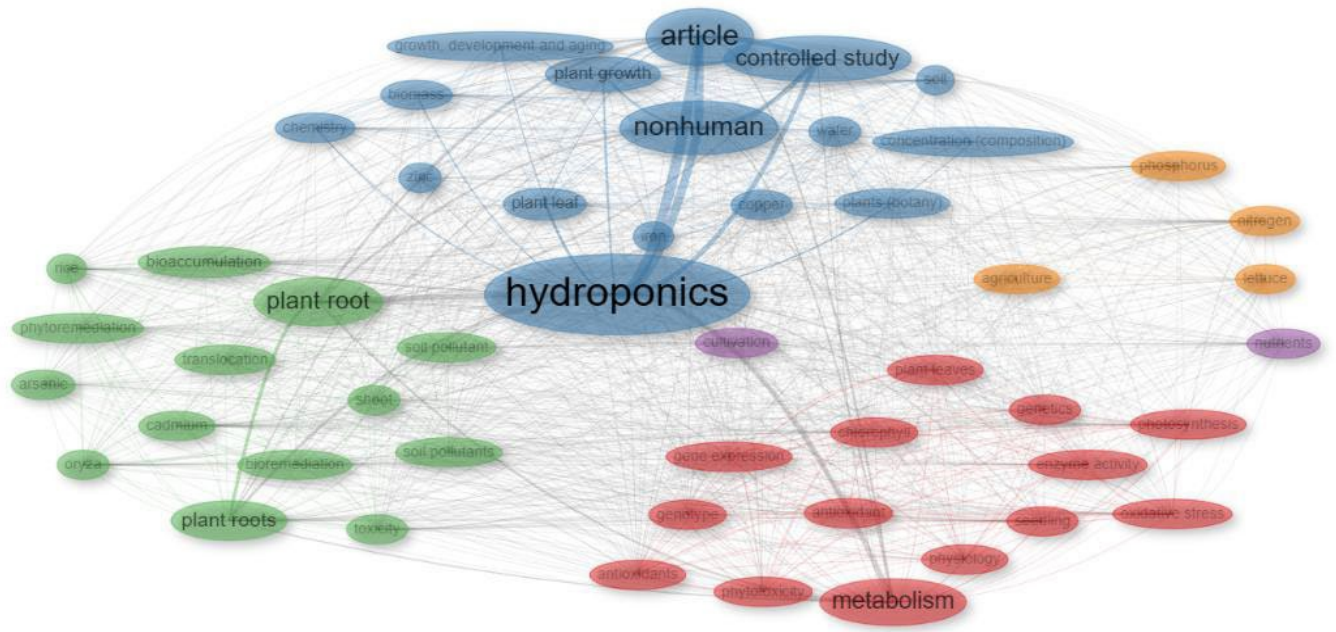 article
growth, development and aging
controlled study
plant growth
soil
biomass
chemistry
nonhuman
water
concentration (composition)
phosphorus
zinc
plant leaf
copper
plants (botany)
nitrogen
iron
rice
bioaccumulation
hydroponics
plant root
agriculture
lettuce
phytoremediation
soil pollutant
cultivation
nutrients
translocation
arsenic
plant leaves
shoot
genetics
cadmium
chlorophyll
photosynthesis
oryza
bioremediation
soil pollutants
gene expression
enzyme activity
plant roots
toxicity
genotype
antioxidant
seedling
oxidative stress
physiology
antioxidants
phytotoxicity
metabolism